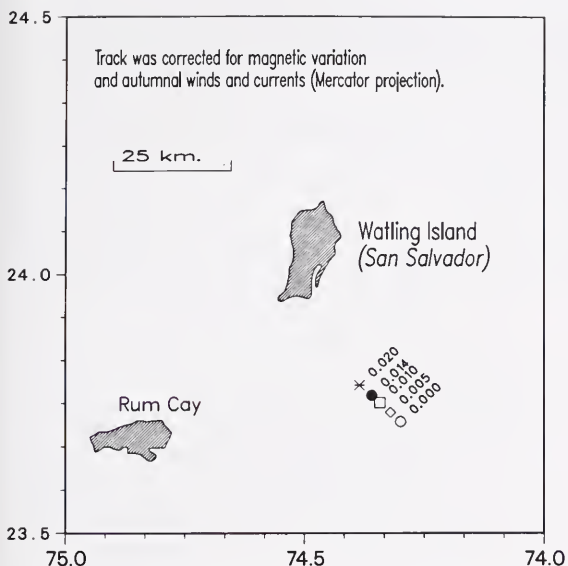 24.5
Track was corrected for magnetic variation
and autumnal winds and currents (Mercator projection).
25 km.
Watling Island
(San Salvador)
24.0
0.020
0.014
0.010
0.005
0.000
Rum Cay
23.5
75.0
74.5
74.0